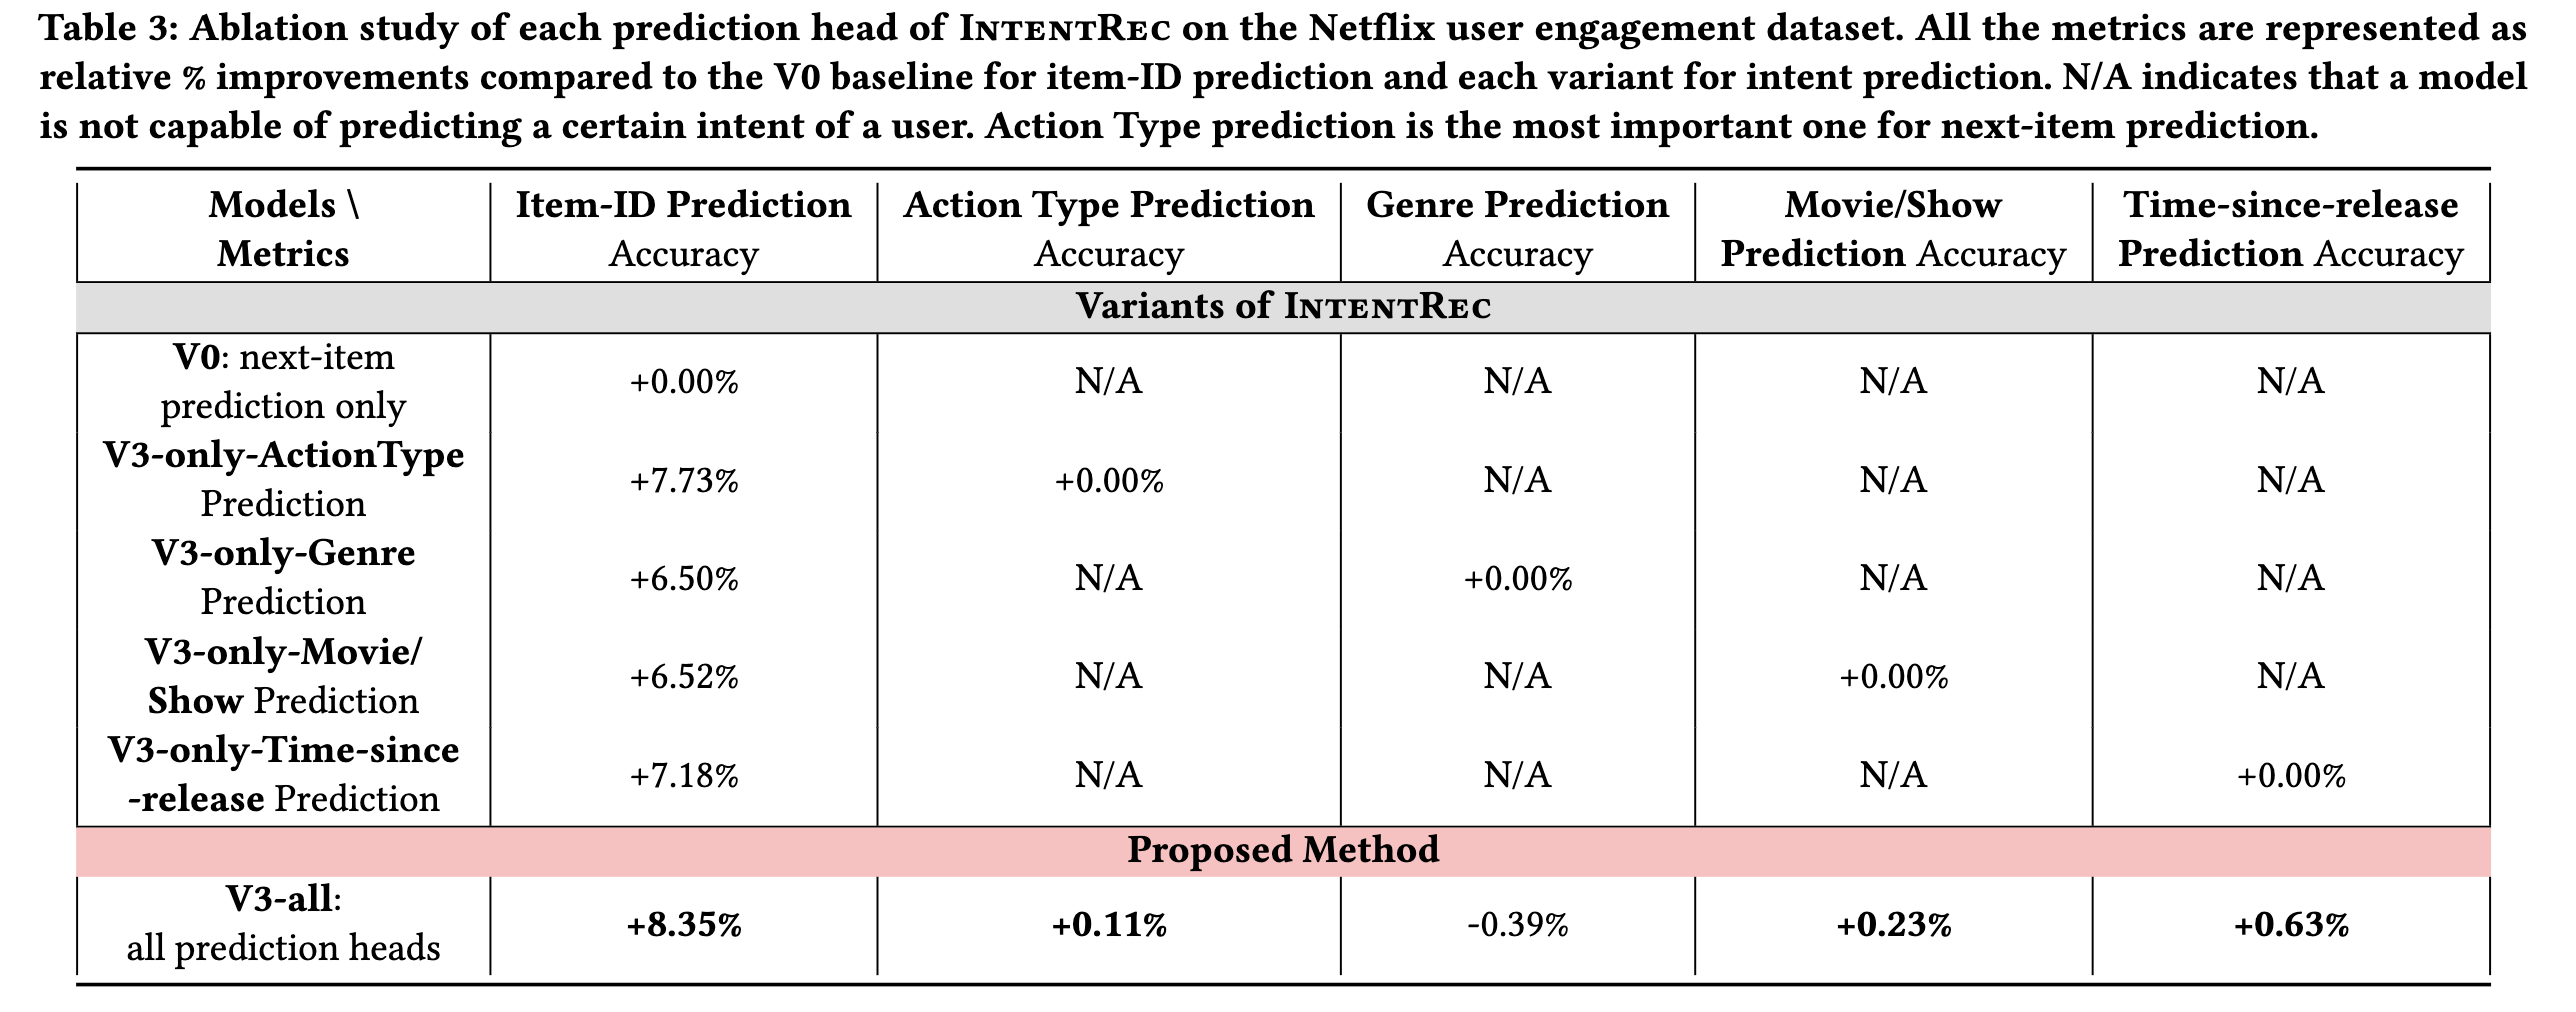 Table 3: Ablation study of each prediction head of INTENTREC on the Netflix user engagement dataset. All the metrics are represented as
relative % improvements compared to the V0 baseline for item-ID prediction and each variant for intent prediction. N/A indicates that a model
is not capable of predicting a certain intent of a user. Action Type prediction is the most important one for next-item prediction.
Models \ Metrics | Item-ID Prediction Accuracy | Action Type Prediction Accuracy | Genre Prediction Accuracy | Movie/Show Prediction Accuracy | Time-since-release Prediction Accuracy
Variants of INTENTREC
V0: next-item prediction only | +0.00% | N/A | N/A | N/A | N/A
V3-only-ActionType Prediction | +7.73% | +0.00% | N/A | N/A | N/A
V3-only-Genre Prediction | +6.50% | N/A | +0.00% | N/A | N/A
V3-only-Movie/ Show Prediction | +6.52% | N/A | N/A | +0.00% | N/A
V3-only-Time-since -release Prediction | +7.18% | N/A | N/A | N/A | +0.00%
Proposed Method
V3-all: all prediction heads | +8.35% | +0.11% | -0.39% | +0.23% | +0.63%